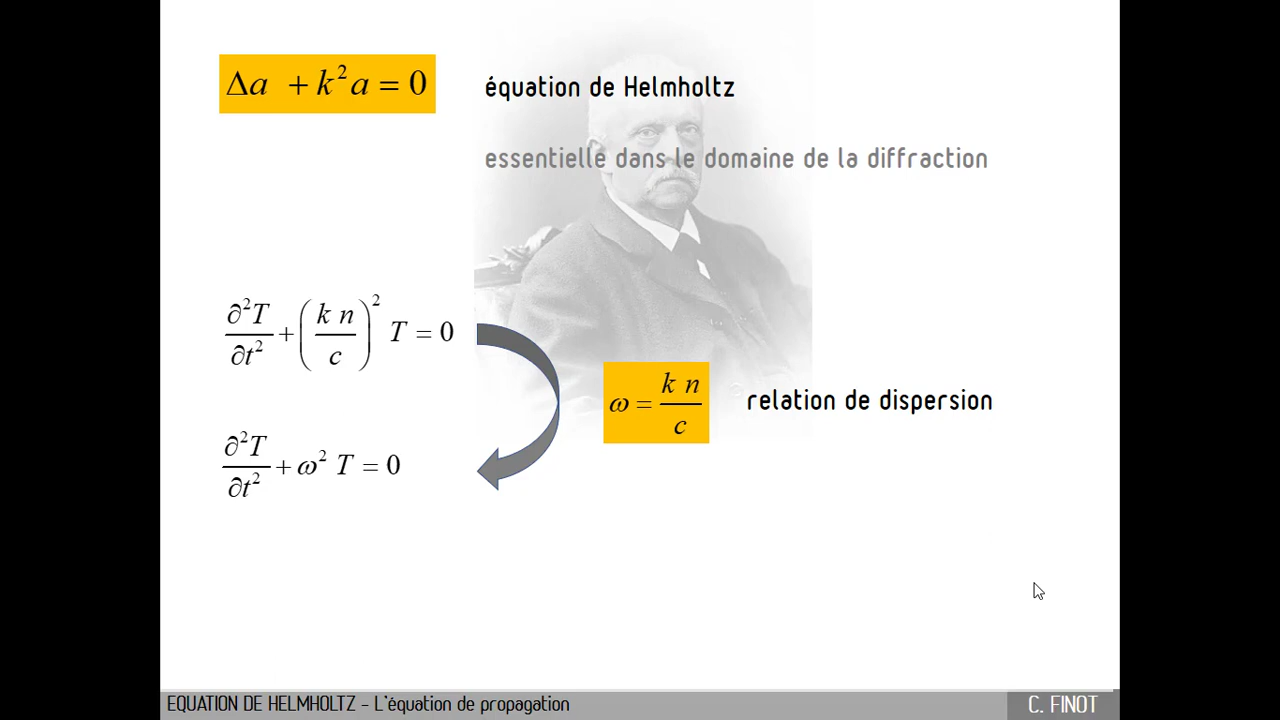 Δa + k²a = 0
équation de Helmholtz
essentielle dans le domaine de la diffraction
∂²T/∂t² + (k n/c)² T = 0
ω = k n/c
relation de dispersion
∂²T/∂t² + ω² T = 0
EQUATION DE HELMHOLTZ - L'équation de propagation
C. FINOT